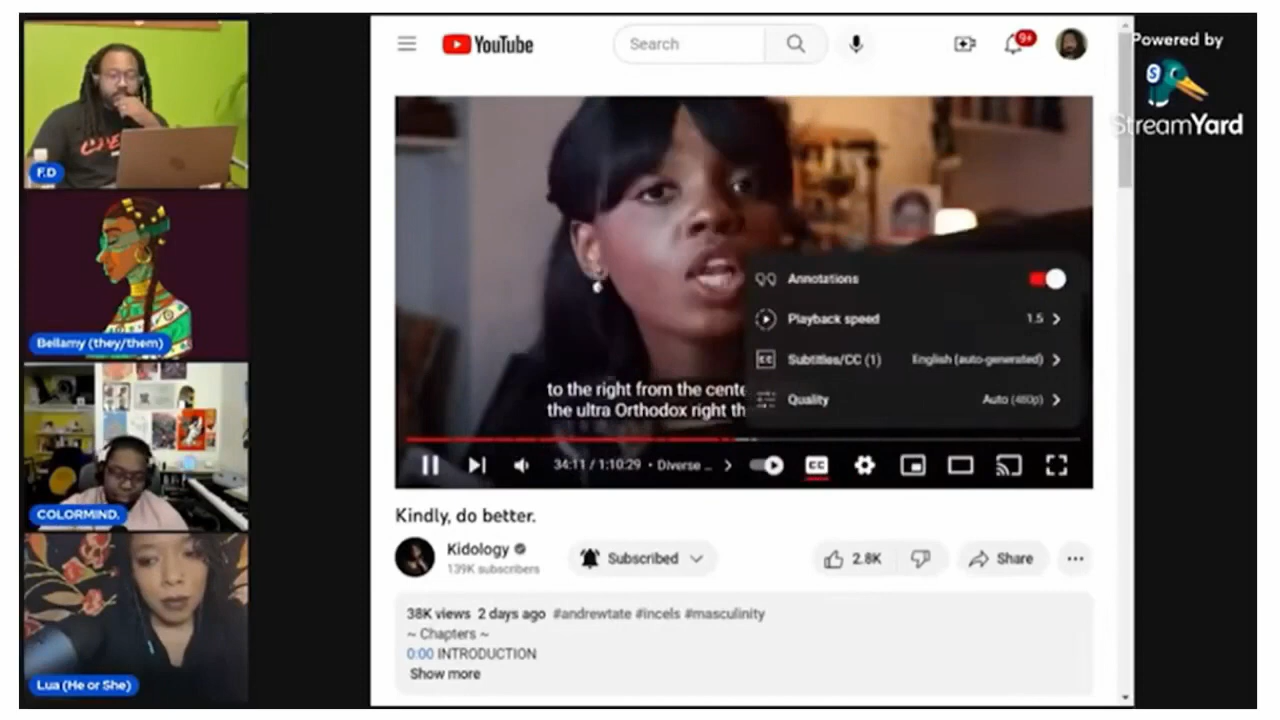 F.D
Bellamy (they/them)
COLORMIND.
Lua (He or She)
YouTube
Search
9+
Powered by
S
StreamYard
Annotations
Playback speed 1.5
Subtitles/CC (1) English (auto-generated)
Quality Auto (480p)
to the right from the cente
the ultra Orthodox right th
34:11 / 1:10:29 • Diverse ...
CC
Kindly, do better.
Kidology
139K subscribers
Subscribed
2.8K
Share
38K views 2 days ago #andrewtate #incels #masculinity
~ Chapters ~
0:00 INTRODUCTION
Show more